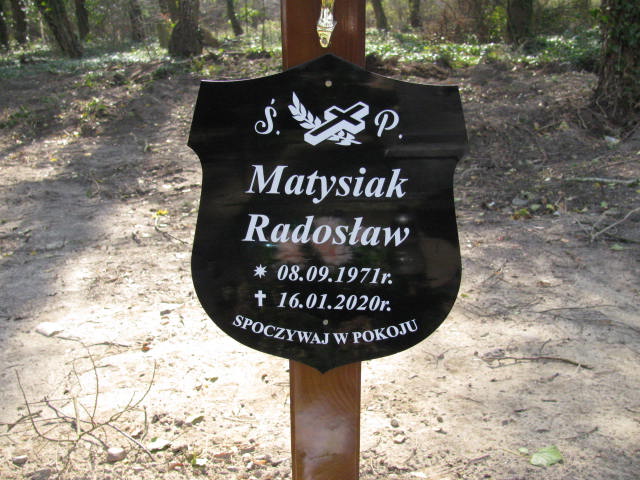 Ś. P.
Matysiak
Radosław
08.09.1971r.
16.01.2020r.
SPOCZYWAJ W POKOJU